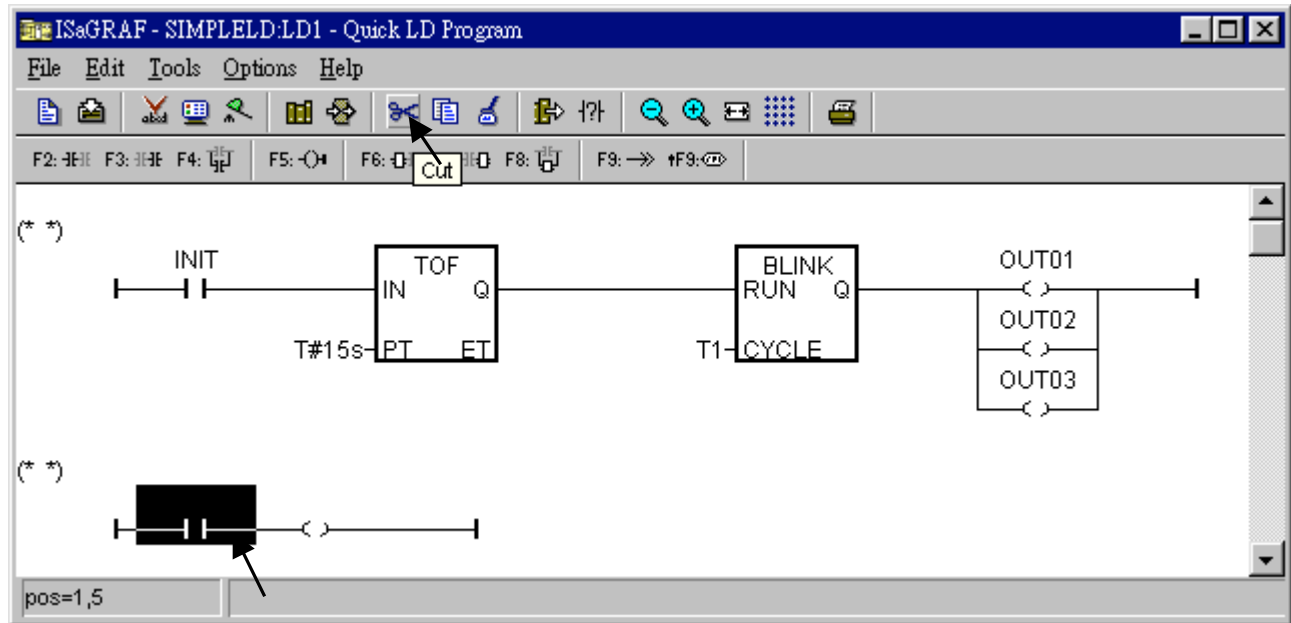 ISaGRAF - SIMPLELD:LD1 - Quick LD Program
File Edit Tools Options Help
F2: F3: F4: F5: F6: F8: F9: F9:
Cut
(* *)
INIT
TOF
BLINK
OUT01
IN Q
RUN Q
OUT02
T#15s
PT ET
T1
CYCLE
OUT03
(* *)
pos=1,5